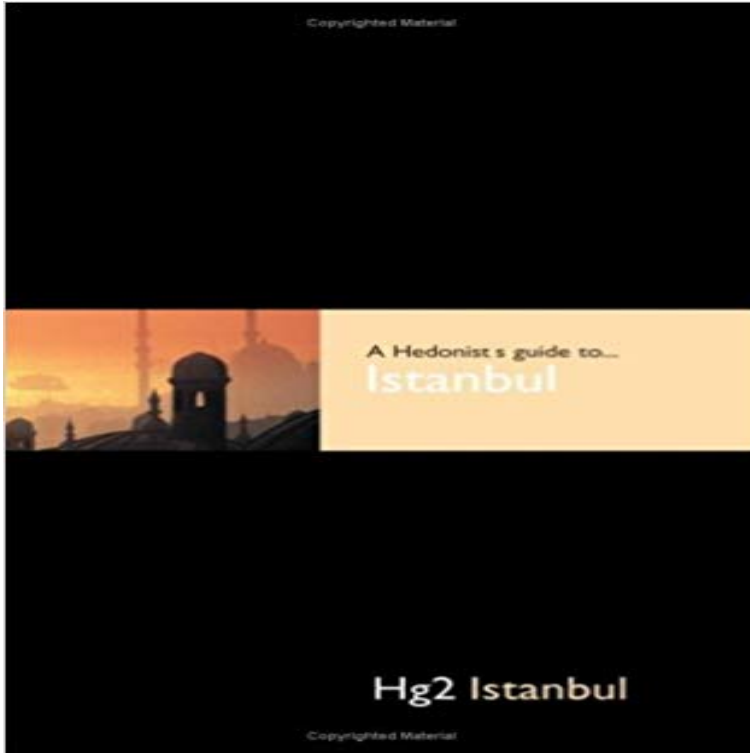 Copyrighted Material
A Hedonist s guide to...
Istanbul
Hg2 Istanbul
Copyrighted Material